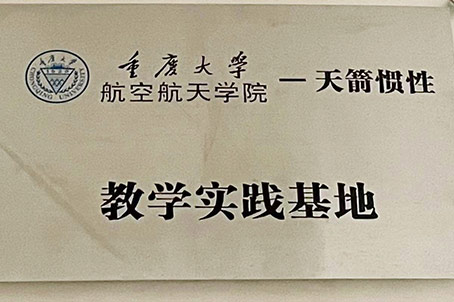 重庆大学
航空航天学院 — 天箭惯性
教学实践基地